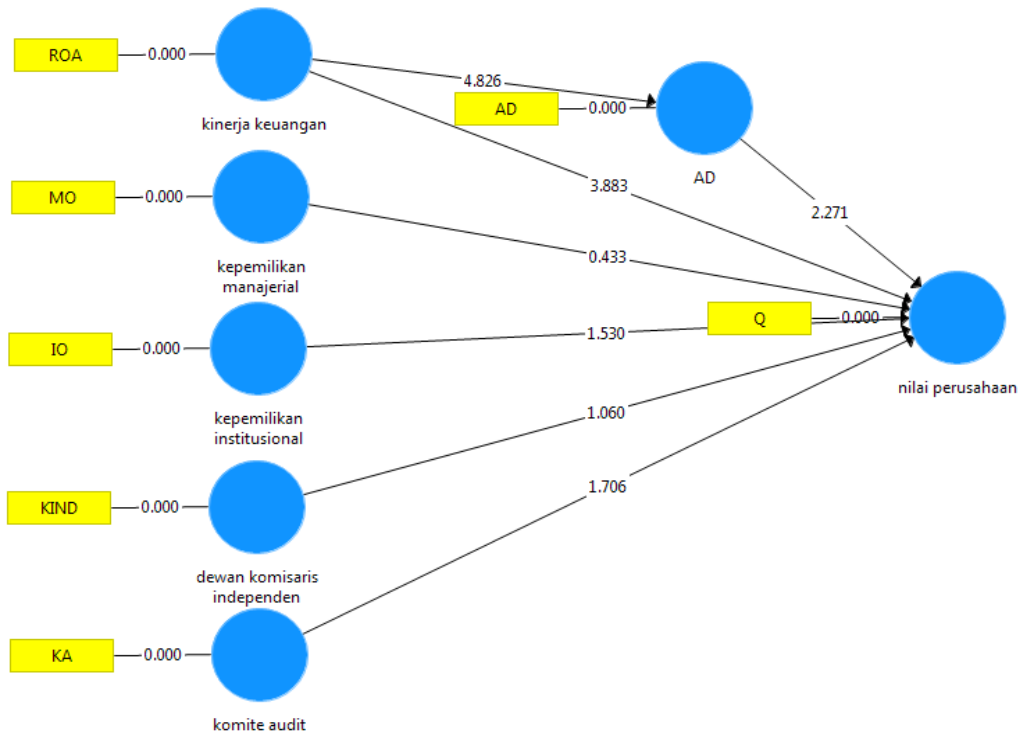 ROA
0.000
kinerja keuangan
4.826
AD
0.000
AD
3.883
2.271
MO
0.000
kepemilikan
manajerial
0.433
Q
0.000
nilai perusahaan
IO
0.000
kepemilikan
institusional
1.530
1.060
KIND
0.000
dewan komisaris
independen
1.706
KA
0.000
komite audit